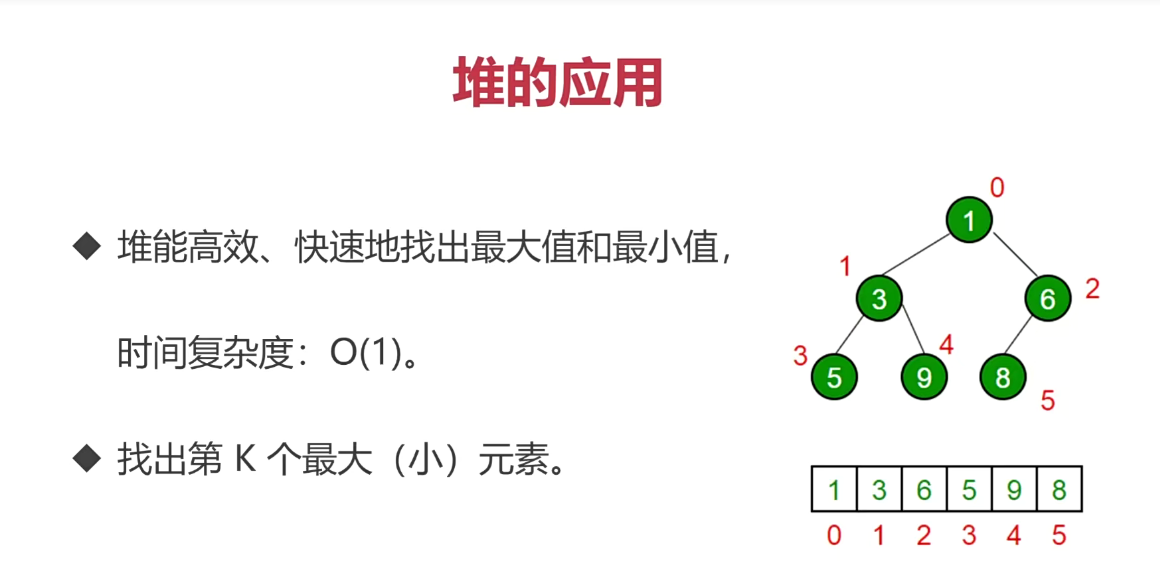 堆的应用
◆ 堆能高效、快速地找出最大值和最小值，
时间复杂度：O(1)。
◆ 找出第 K 个最大（小）元素。
0
1
1
3
6
2
3
4
5
9
8
5
1 3 6 5 9 8
0 1 2 3 4 5